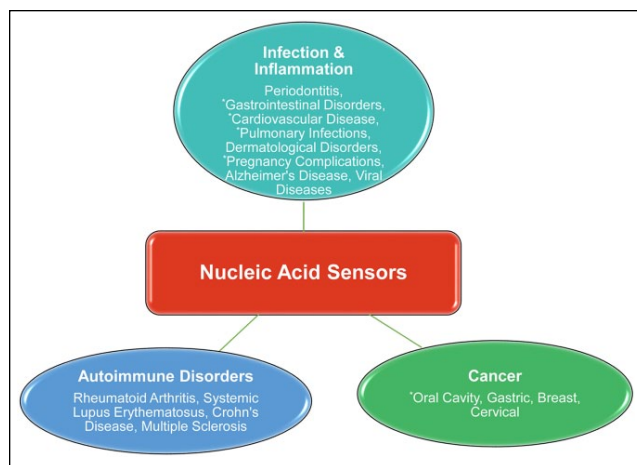 Infection &
Inflammation
Periodontitis,
*Gastrointestinal Disorders,
*Cardiovascular Disease,
*Pulmonary Infections,
Dermatological Disorders,
*Pregnancy Complications,
Alzheimer's Disease, Viral
Diseases
Nucleic Acid Sensors
Autoimmune Disorders
Rheumatoid Arthritis, Systemic
Lupus Erythematosus, Crohn's
Disease, Multiple Sclerosis
Cancer
*Oral Cavity, Gastric, Breast,
Cervical